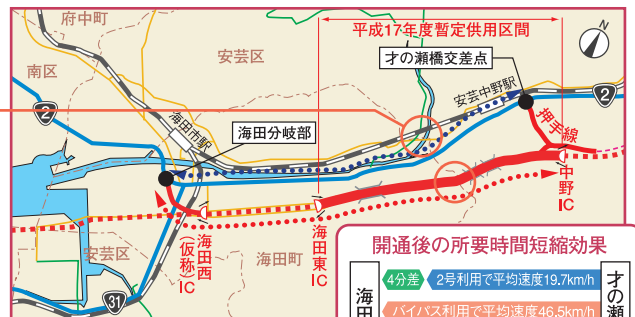 府中町
平成17年度暫定供用区間
N
安芸区
才の瀬橋交差点
南区
安芸中野駅
2
2
海田市駅
押手線
海田分岐部
中野IC
海田西(仮称)IC
海田東IC
海田町
安芸区
31
開通後の所要時間短縮効果
4分差
2号利用で平均速度19.7km/h
バイパス利用で平均速度46.5km/h
海田
才の瀬